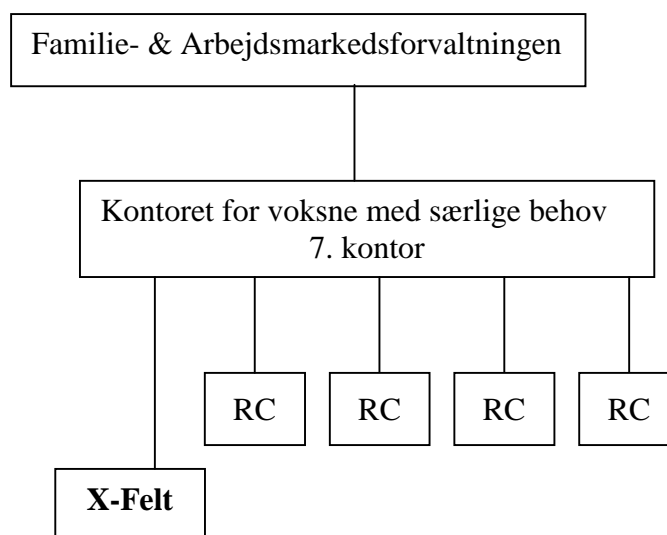 Familie- & Arbejdsmarkedsforvaltningen
Kontoret for voksne med særlige behov
7. kontor
RC
RC
RC
RC
X-Felt